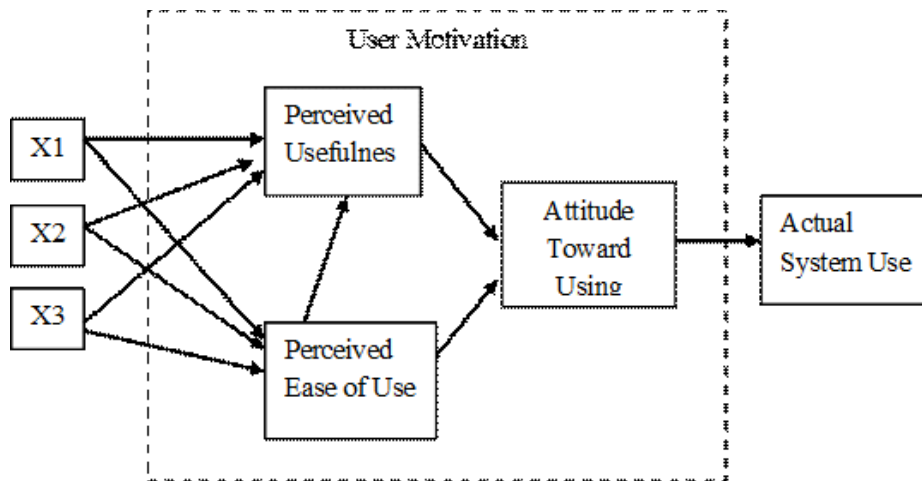 User Motivation
Perceived
Usefulnes
X1
X2
Attitude
Toward
Using
Actual
System Use
X3
Perceived
Ease of Use